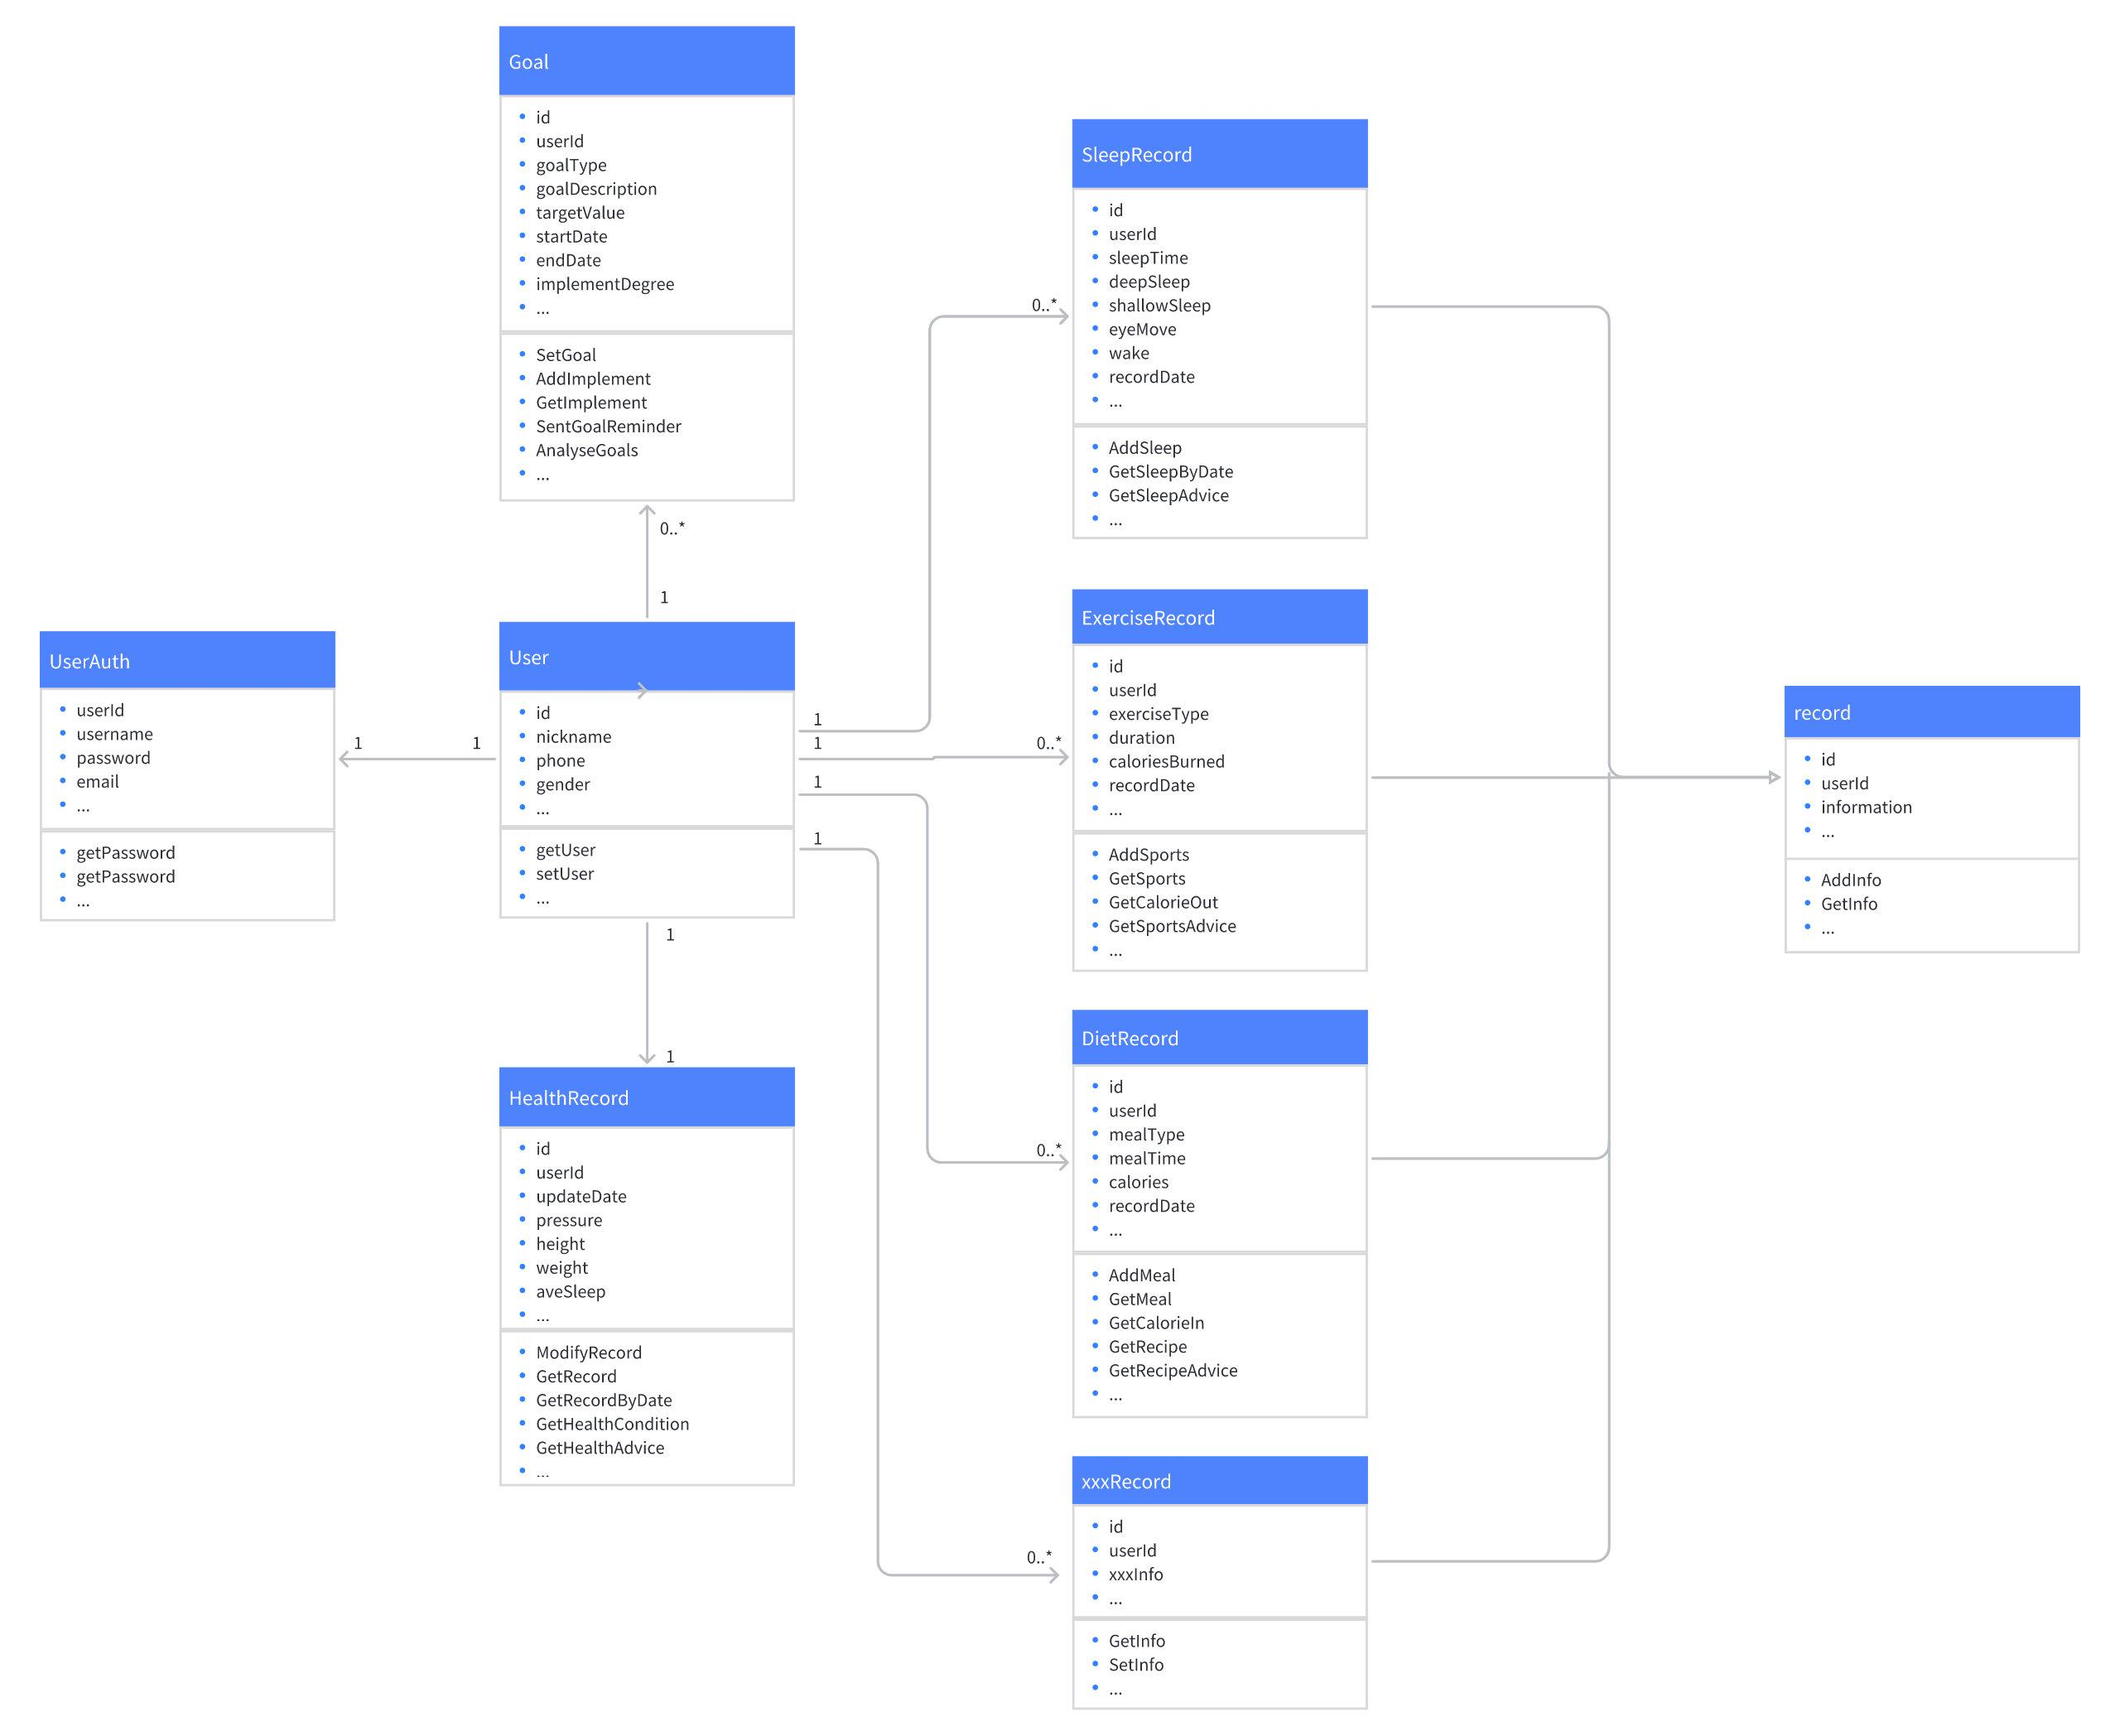 Goal
id
userId
goalType
goalDescription
targetValue
startDate
endDate
implementDegree
...
SetGoal
AddImplement
GetImplement
SentGoalReminder
AnalyseGoals
...
0..*
1
UserAuth
userId
username
password
email
...
getPassword
getPassword
...
1
1
User
id
nickname
phone
gender
...
getUser
setUser
...
1
1
1
1
1
1
HealthRecord
id
userId
updateDate
pressure
height
weight
aveSleep
...
ModifyRecord
GetRecord
GetRecordByDate
GetHealthCondition
GetHealthAdvice
...
0..*
SleepRecord
id
userId
sleepTime
deepSleep
shallowSleep
eyeMove
wake
recordDate
...
AddSleep
GetSleepByDate
GetSleepAdvice
...
0..*
ExerciseRecord
id
userId
exerciseType
duration
caloriesBurned
recordDate
...
AddSports
GetSports
GetCalorieOut
GetSportsAdvice
...
0..*
DietRecord
id
userId
mealType
mealTime
calories
recordDate
...
AddMeal
GetMeal
GetCalorieIn
GetRecipe
GetRecipeAdvice
...
0..*
xxxRecord
id
userId
xxxInfo
...
GetInfo
SetInfo
...
record
id
userId
information
...
AddInfo
GetInfo
...